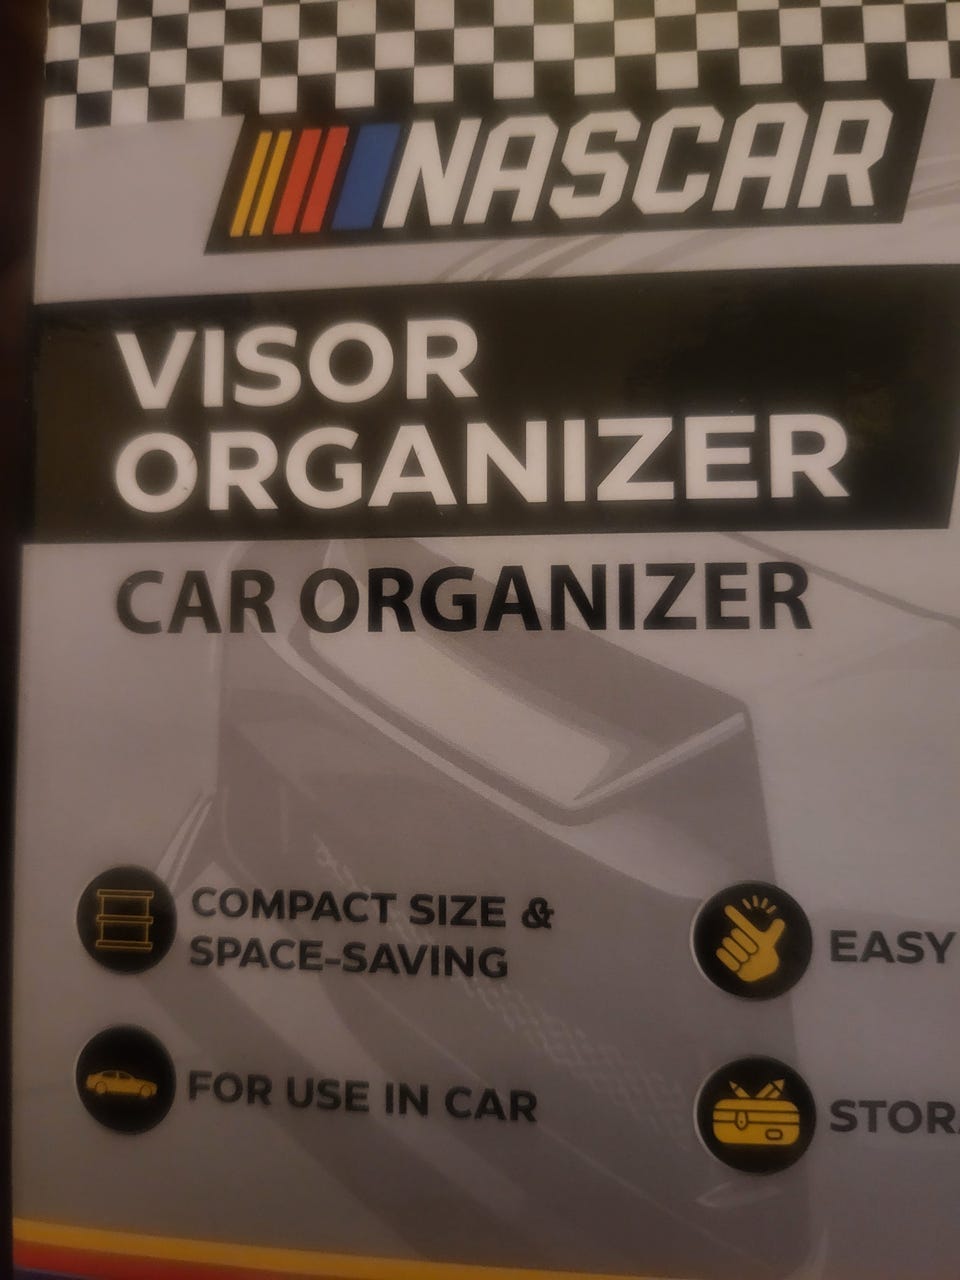 NASCAR
VISOR
ORGANIZER
CAR ORGANIZER
COMPACT SIZE &
SPACE-SAVING
EASY
FOR USE IN CAR